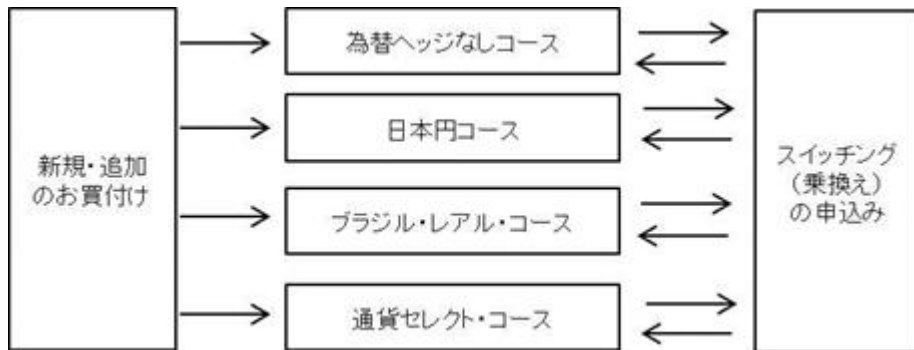 新規・追加
のお買付け
為替ヘッジなしコース
日本円コース
ブラジル・レアル・コース
通貨セレクト・コース
スイッチング
（乗換え）
の申込み